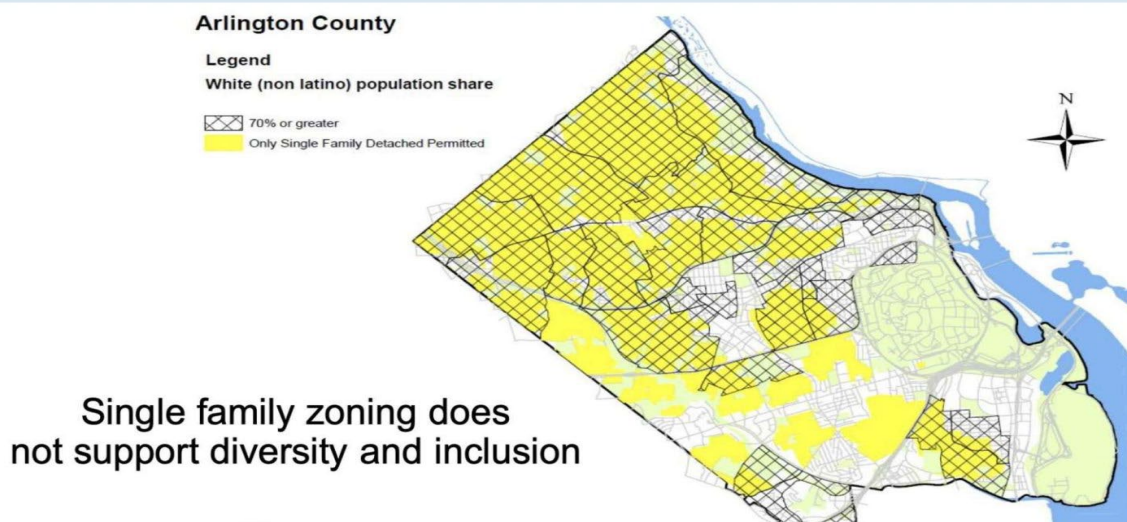 Arlington County
Legend
White (non latino) population share
70% or greater
Only Single Family Detached Permitted
N
Single family zoning does
not support diversity and inclusion